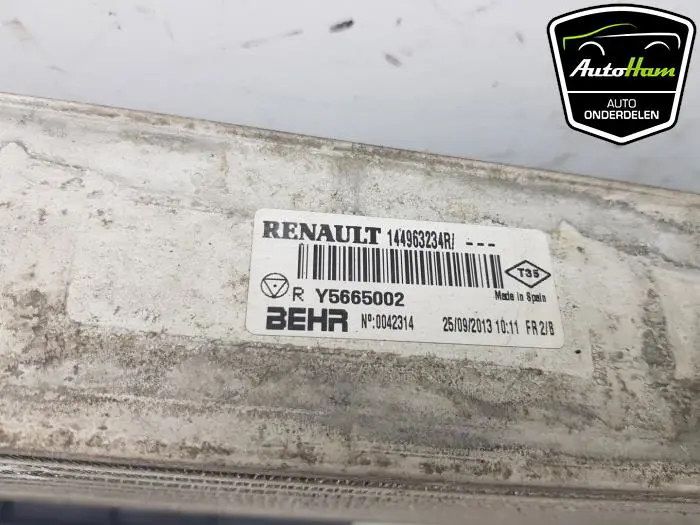 AutoHam
AUTO
ONDERDELEN
RENAULT 144963234R/ ---
R Y5665002
T35
Made in Spain
BEHR Nº:0042314 25/09/2013 10:11 FR 2/B